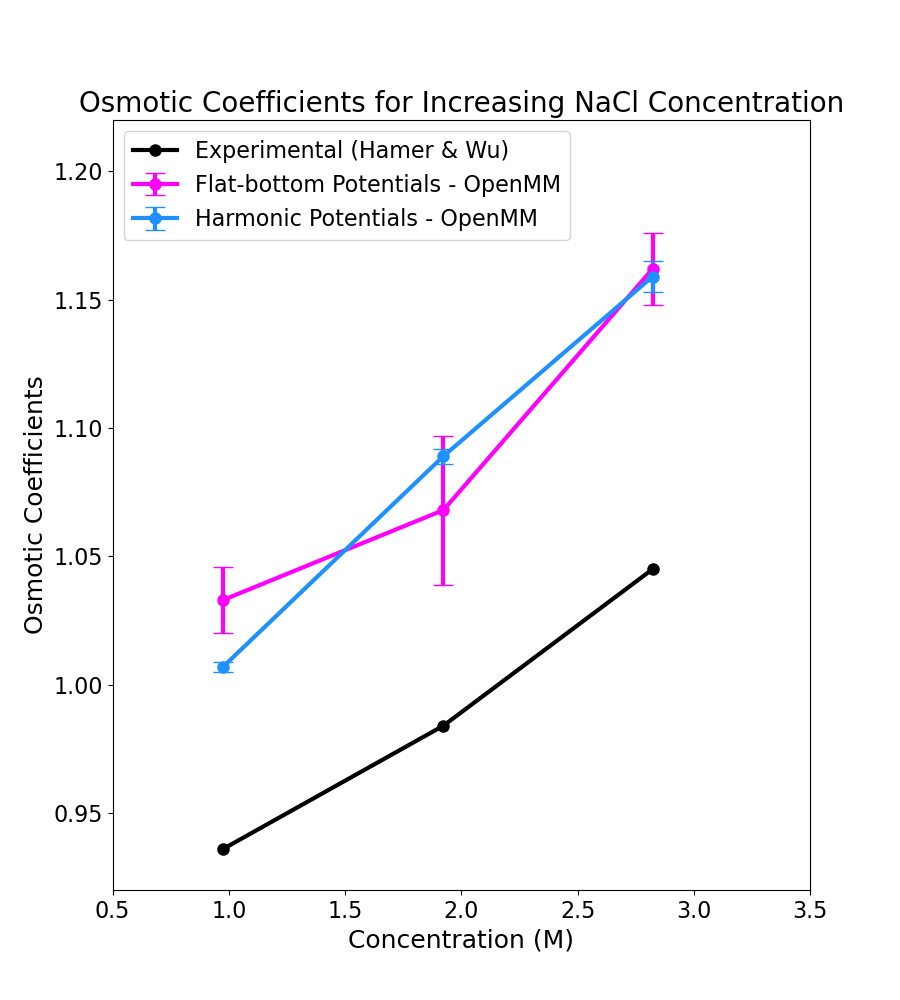 Osmotic Coefficients for Increasing NaCl Concentration
Experimental (Hamer & Wu)
Flat-bottom Potentials - OpenMM
Harmonic Potentials - OpenMM
Osmotic Coefficients
1.20
1.15
1.10
1.05
1.00
0.95
0.5 1.0 1.5 2.0 2.5 3.0 3.5
Concentration (M)